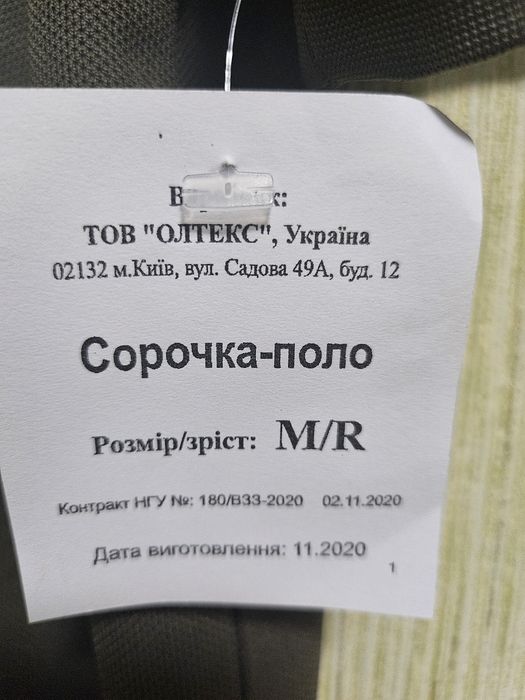 ТОВ "ОЛТЕКС", Україна
02132 м.Київ, вул. Садова 49А, буд. 12
Сорочка-поло
Розмір/зріст: M/R
Контракт НГУ №: 180/ВЗЗ-2020 02.11.2020
Дата виготовлення: 11.2020
1